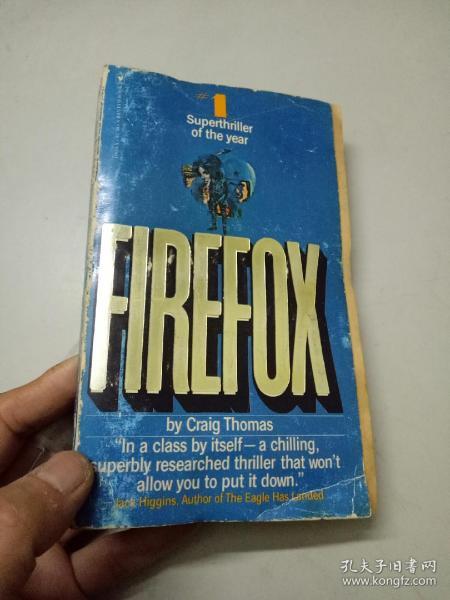 #1
Superthriller
of the year
FIREFOX
by Craig Thomas
"In a class by itself—a chilling,
superbly researched thriller that won't
allow you to put it down."
—Jack Higgins, Author of The Eagle Has Landed
孔夫子旧书网
www.kongfz.com